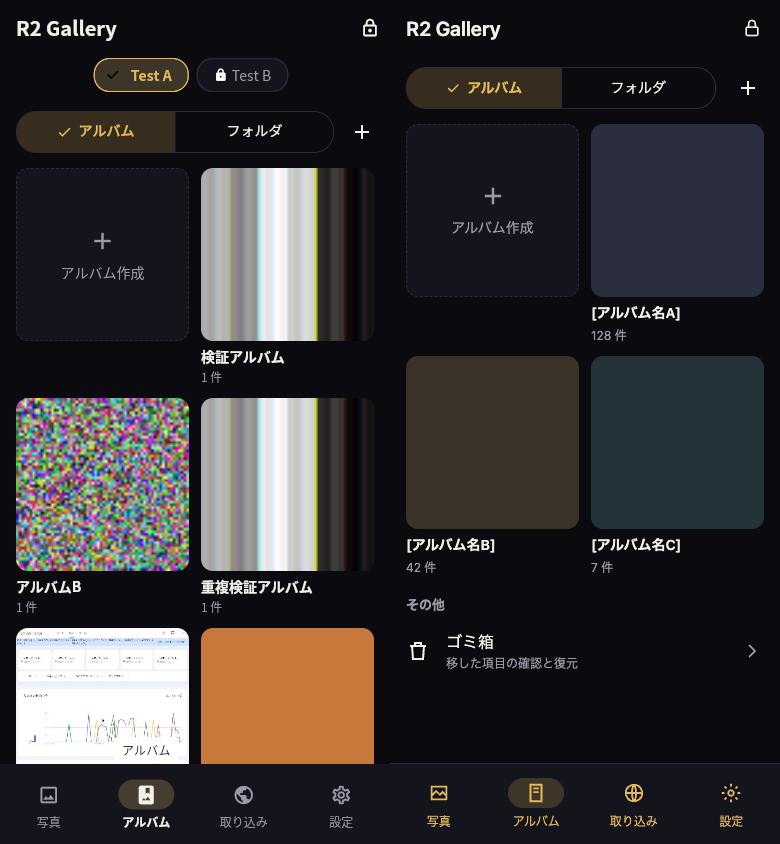 R2 Gallery
Test A
Test B
アルバム
フォルダ
アルバム作成
検証アルバム
1 件
アルバムB
1 件
重複検証アルバム
1 件
アルバム
写真
アルバム
取り込み
設定
R2 Gallery
アルバム
フォルダ
アルバム作成
[アルバム名A]
128 件
[アルバム名B]
42 件
[アルバム名C]
7 件
その他
ゴミ箱
移した項目の確認と復元
写真
アルバム
取り込み
設定